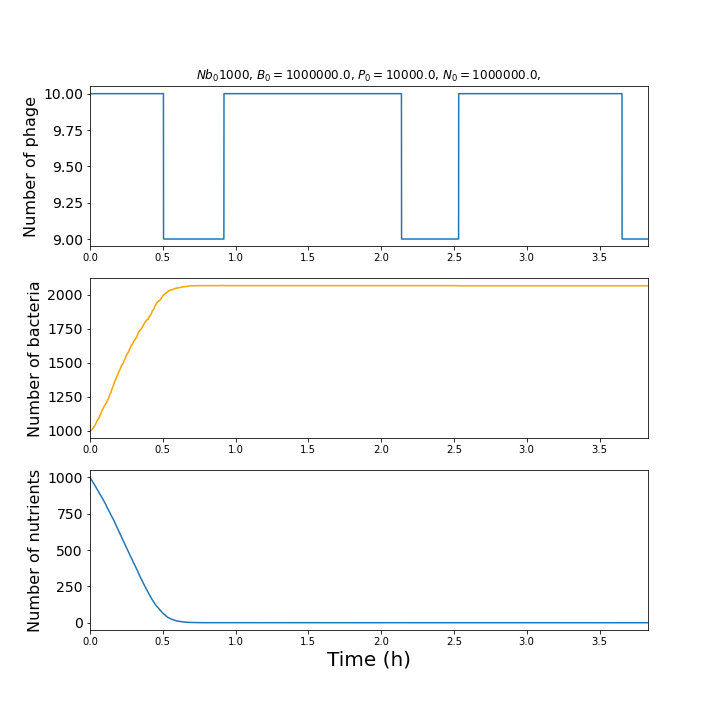 Nb₀1000, B₀ = 1000000.0, P₀ = 10000.0, N₀ = 1000000.0,
Number of phage
10.00
9.75
9.50
9.25
9.00
0.0 0.5 1.0 1.5 2.0 2.5 3.0 3.5
Number of bacteria
2000
1750
1500
1250
1000
0.0 0.5 1.0 1.5 2.0 2.5 3.0 3.5
Number of nutrients
1000
750
500
250
0
0.0 0.5 1.0 1.5 2.0 2.5 3.0 3.5
Time (h)